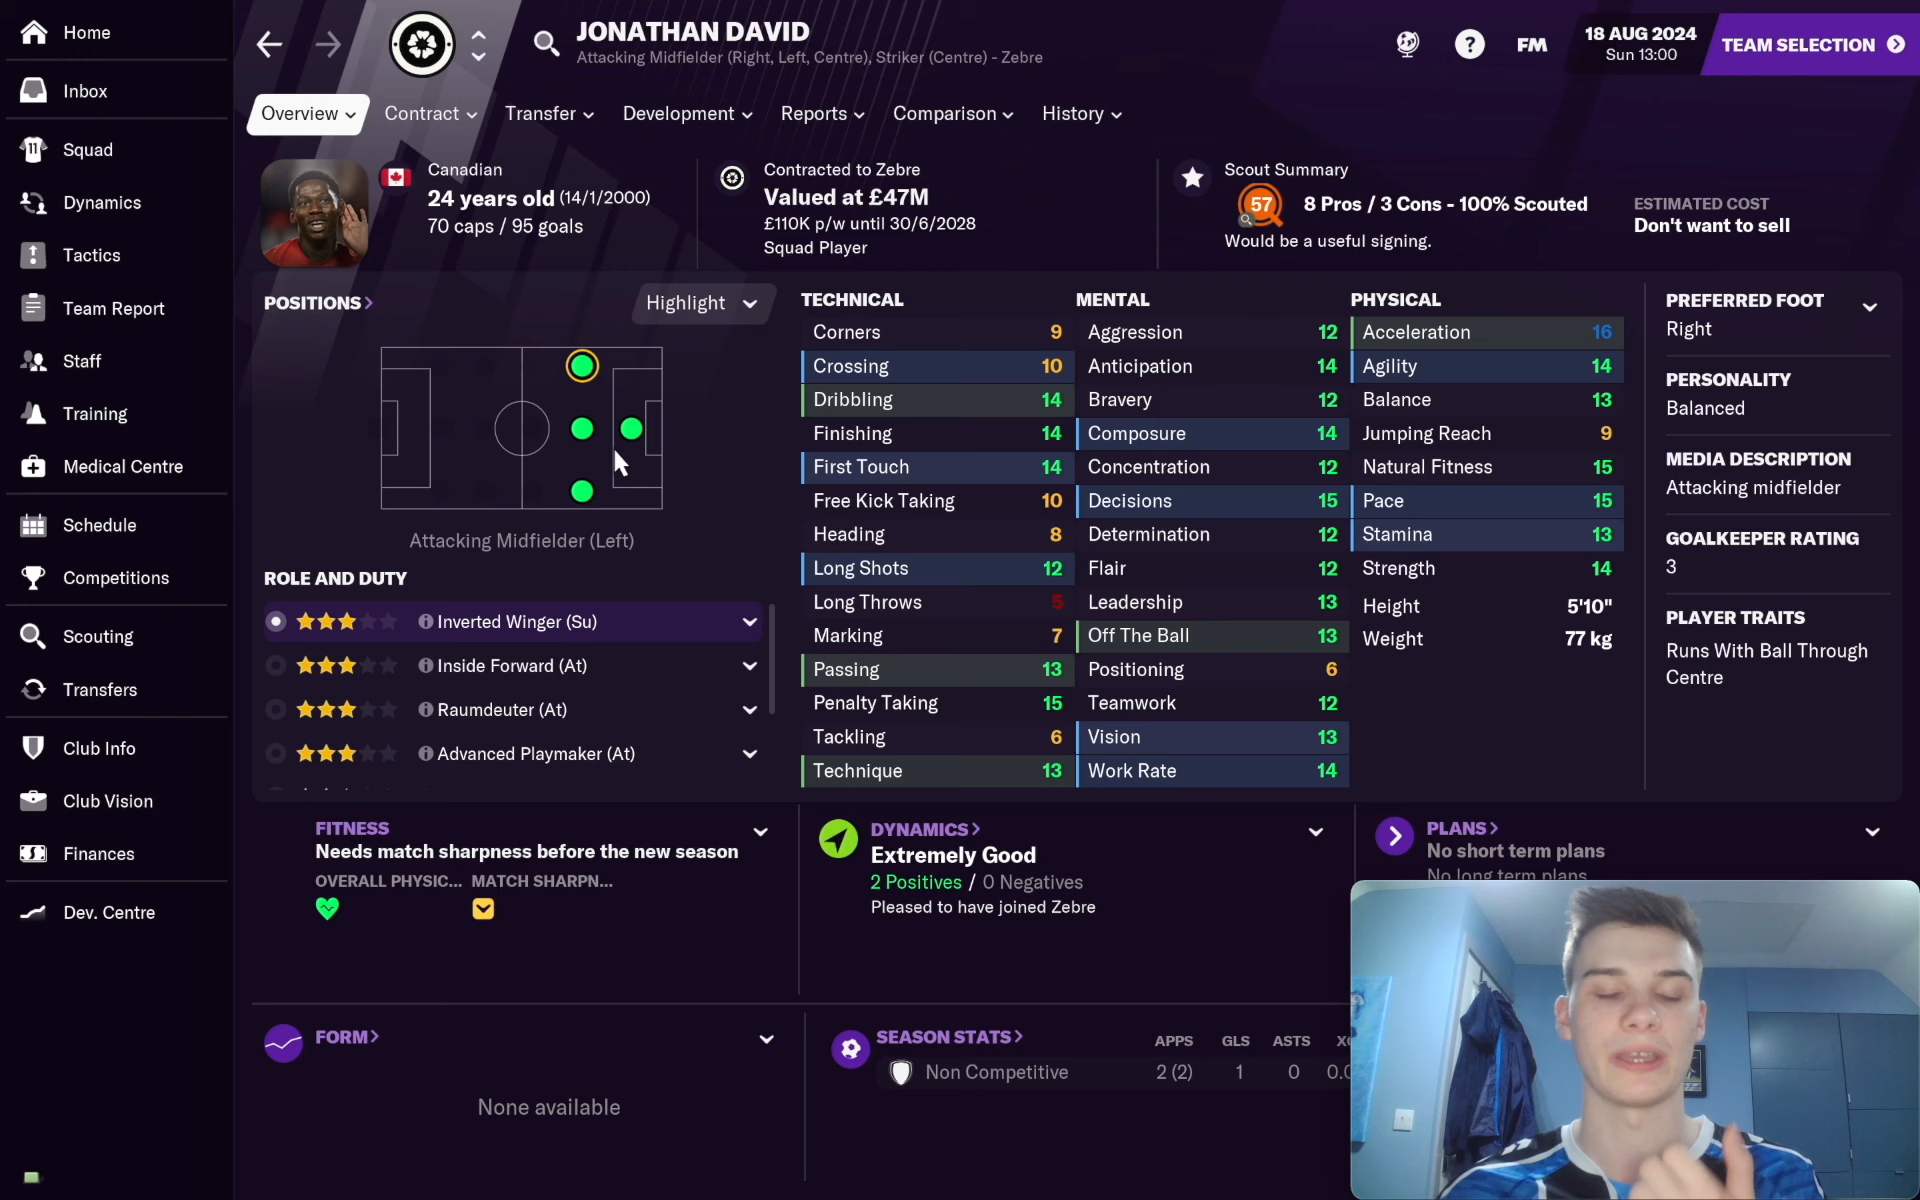 Home
Inbox
Squad
Dynamics
Tactics
Team Report
Staff
Training
Medical Centre
Schedule
Competitions
Scouting
Transfers
Club Info
Club Vision
Finances
Dev. Centre
JONATHAN DAVID
Attacking Midfielder (Right, Left, Centre), Striker (Centre) - Zebre
?
FM
18 AUG 2024
Sun 13:00
TEAM SELECTION
Overview
Contract
Transfer
Development
Reports
Comparison
History
Canadian
24 years old (14/1/2000)
70 caps / 95 goals
Contracted to Zebre
Valued at £47M
£110K p/w until 30/6/2028
Squad Player
Scout Summary
57
8 Pros / 3 Cons - 100% Scouted
Would be a useful signing.
ESTIMATED COST
Don't want to sell
POSITIONS
Highlight
Attacking Midfielder (Left)
ROLE AND DUTY
Inverted Winger (Su)
Inside Forward (At)
Raumdeuter (At)
Advanced Playmaker (At)
TECHNICAL
Corners 9
Crossing 10
Dribbling 14
Finishing 14
First Touch 14
Free Kick Taking 10
Heading 8
Long Shots 12
Long Throws 5
Marking 7
Passing 13
Penalty Taking 15
Tackling 6
Technique 13
MENTAL
Aggression 12
Anticipation 14
Bravery 12
Composure 14
Concentration 12
Decisions 15
Determination 12
Flair 12
Leadership 13
Off The Ball 13
Positioning 6
Teamwork 12
Vision 13
Work Rate 14
PHYSICAL
Acceleration 16
Agility 14
Balance 13
Jumping Reach 9
Natural Fitness 15
Pace 15
Stamina 13
Strength 14
Height 5'10"
Weight 77 kg
PREFERRED FOOT
Right
PERSONALITY
Balanced
MEDIA DESCRIPTION
Attacking midfielder
GOALKEEPER RATING
3
PLAYER TRAITS
Runs With Ball Through
Centre
FITNESS
Needs match sharpness before the new season
OVERALL PHYSIC... MATCH SHARPN...
DYNAMICS
Extremely Good
2 Positives / 0 Negatives
Pleased to have joined Zebre
PLANS
No short term plans
No long term plans
FORM
None available
SEASON STATS APPS GLS ASTS
Non Competitive 2 (2) 1 0